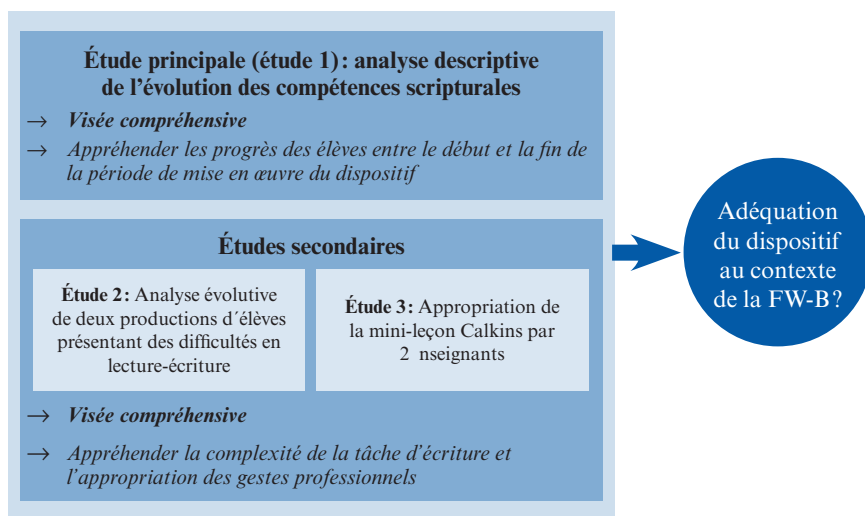 Étude principale (étude 1) : analyse descriptive
de l'évolution des compétences scripturales
→ Visée compréhensive
→ Appréhender les progrès des élèves entre le début et la fin de
la période de mise en œuvre du dispositif
Études secondaires
Étude 2 : Analyse évolutive
de deux productions d´élèves
présentant des difficultés en
lecture-écriture
Étude 3 : Appropriation de
la mini-leçon Calkins par
2 nseignants
→ Visée compréhensive
→ Appréhender la complexité de la tâche d'écriture et
l'appropriation des gestes professionnels
Adéquation
du dispositif
au contexte
de la FW-B ?